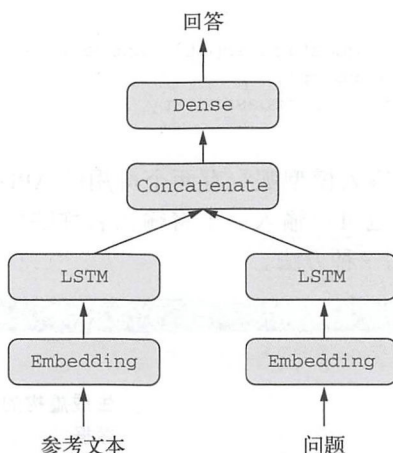 回答
Dense
Concatenate
LSTM LSTM
Embedding Embedding
参考文本 问题